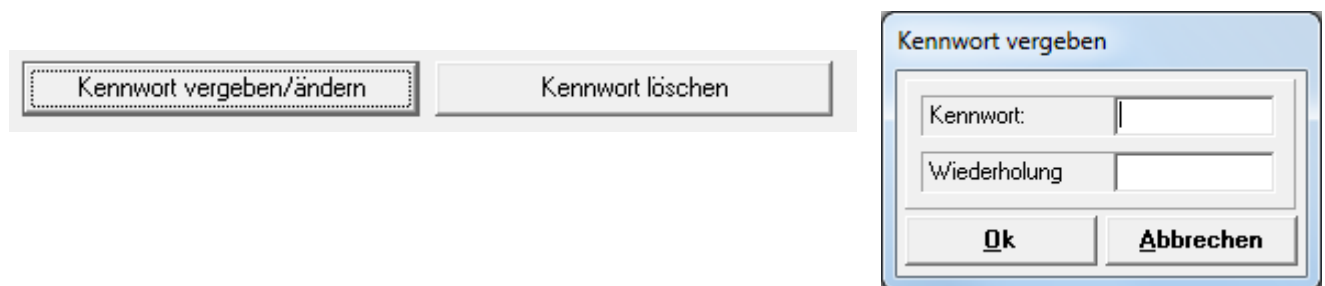 Kennwort vergeben/ändern
Kennwort löschen
Kennwort vergeben
Kennwort:
Wiederholung
Ok
Abbrechen